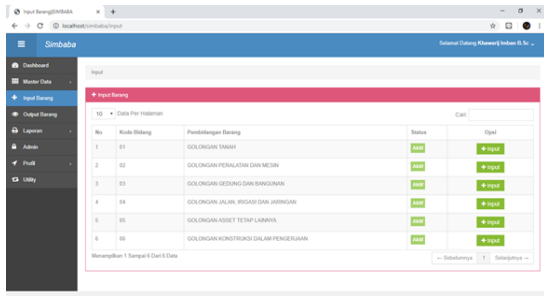 Input Barang|SIMBAKA
localhost/simbaka/input
Simbaka
Selamat Datang Kluwerij Imban B.Sc
Dashboard
Master Data
Input Barang
Output Barang
Laporan
Admin
Profil
Utility
Input
Input Barang
10 Data Per Halaman
Cari:
No Kode Bidang Pembidangan Barang Status Opsi
1 01 GOLONGAN TANAH Aktif Input
2 02 GOLONGAN PERALATAN DAN MESIN Aktif Input
3 03 GOLONGAN GEDUNG DAN BANGUNAN Aktif Input
4 04 GOLONGAN JALAN, IRIGASI DAN JARINGAN Aktif Input
5 05 GOLONGAN ASSET TETAP LAINNYA Aktif Input
6 06 GOLONGAN KONSTRUKSI DALAM PENGERJAAN Aktif Input
Menampilkan 1 Sampai 6 Dari 6 Data
← Sebelumnya 1 Selanjutnya →